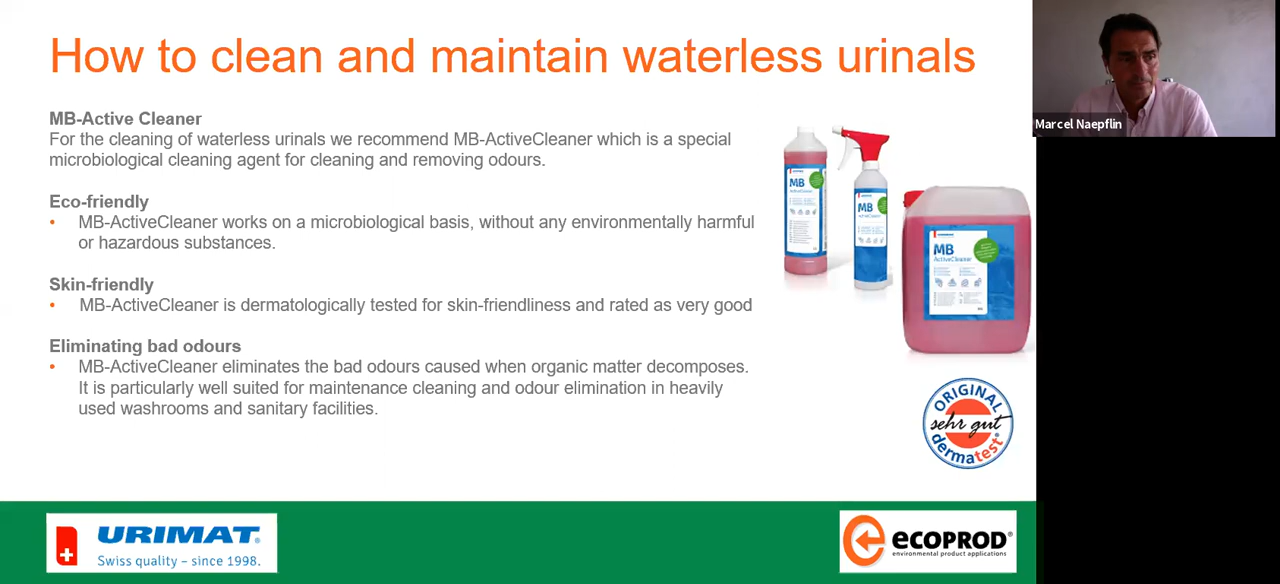 How to clean and maintain waterless urinals
Marcel Naepflin
MB-Active Cleaner
For the cleaning of waterless urinals we recommend MB-ActiveCleaner which is a special
microbiological cleaning agent for cleaning and removing odours.
Eco-friendly
• MB-ActiveCleaner works on a microbiological basis, without any environmentally harmful
or hazardous substances.
Skin-friendly
• MB-ActiveCleaner is dermatologically tested for skin-friendliness and rated as very good
Eliminating bad odours
• MB-ActiveCleaner eliminates the bad odours caused when organic matter decomposes.
It is particularly well suited for maintenance cleaning and odour elimination in heavily
used washrooms and sanitary facilities.
MB
MB
MB
ActiveCleaner
ORIGINAL
sehr gut
dermatest®
URIMAT®
Swiss quality – since 1998.
ECOPROD®
environmental product applications